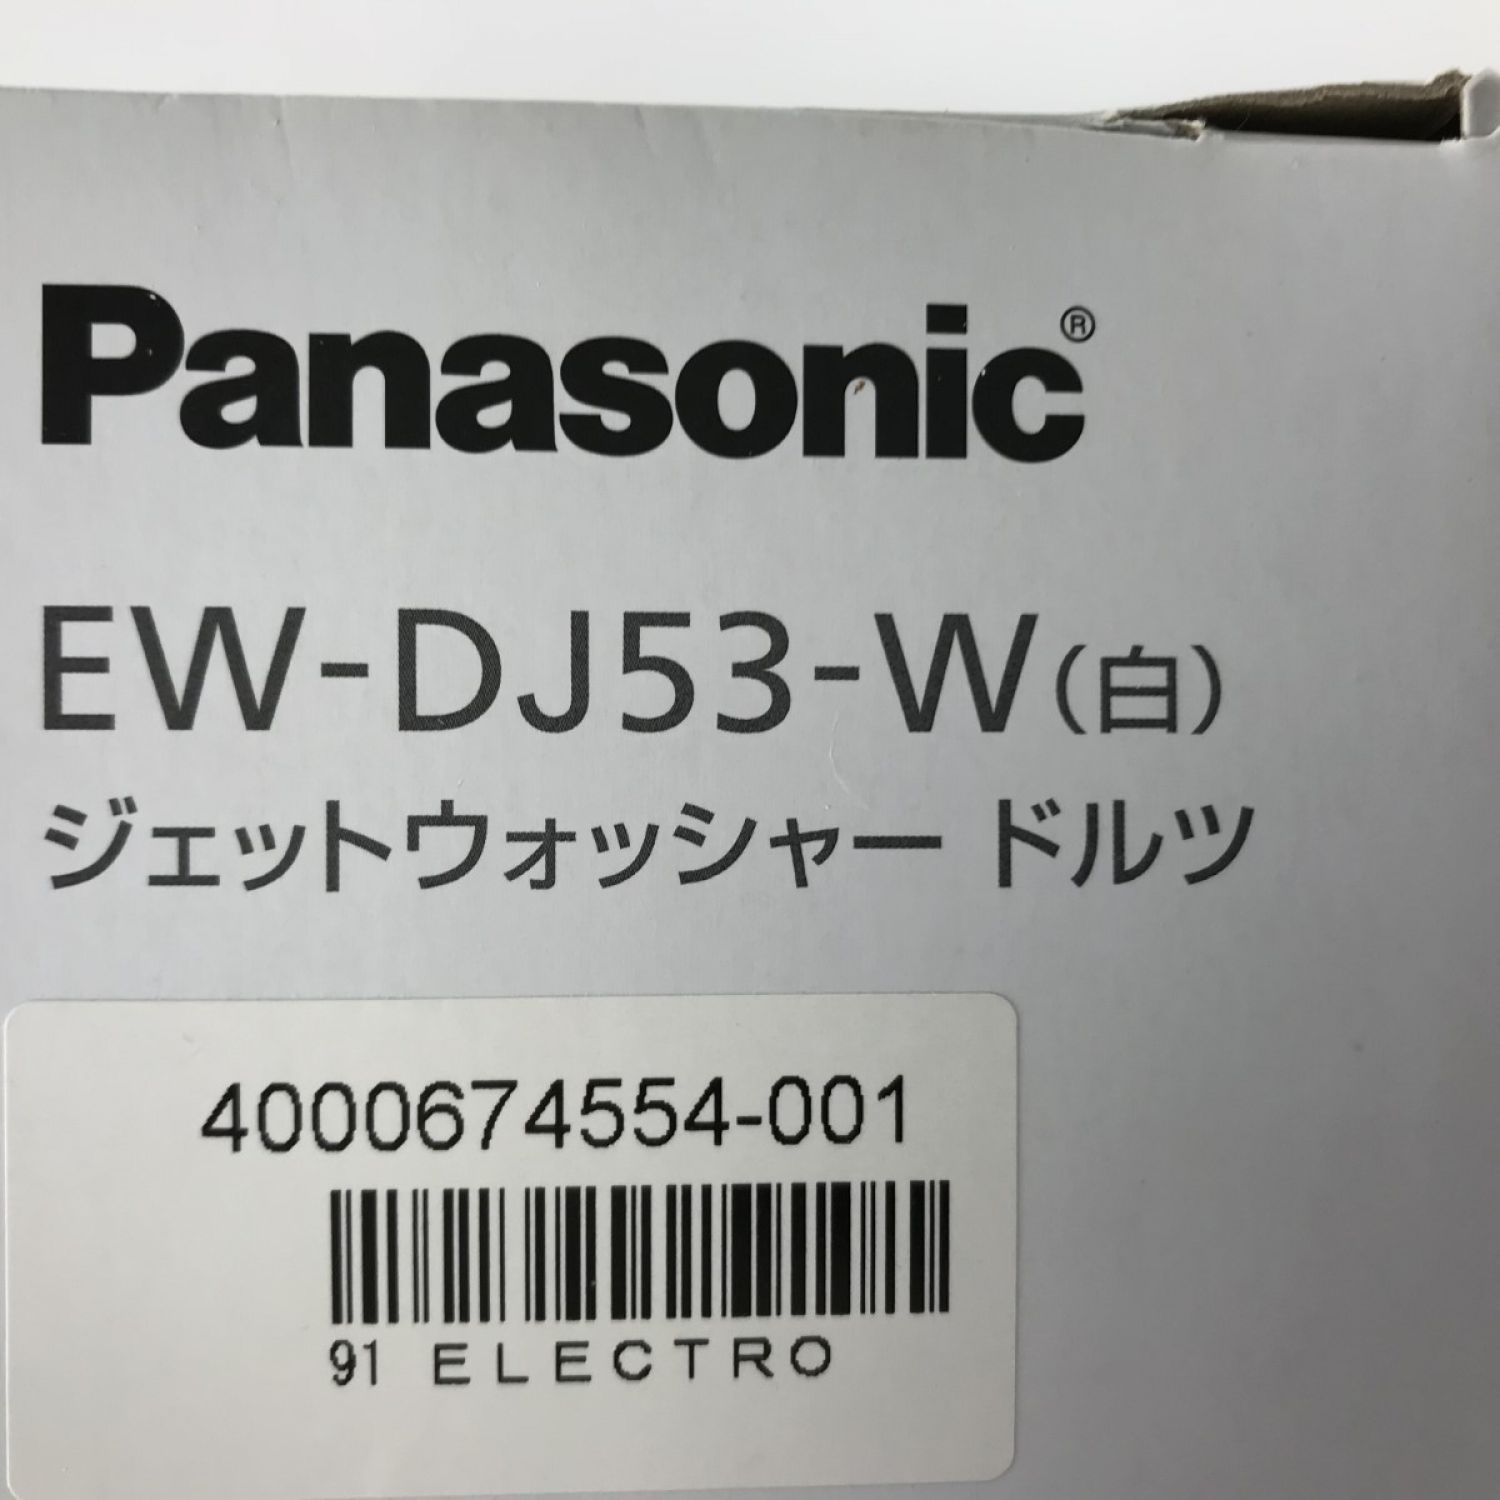 Panasonic®
EW-DJ53-W（白）
ジェットウォッシャー ドルツ
4000674554-001
91 ELECTRO